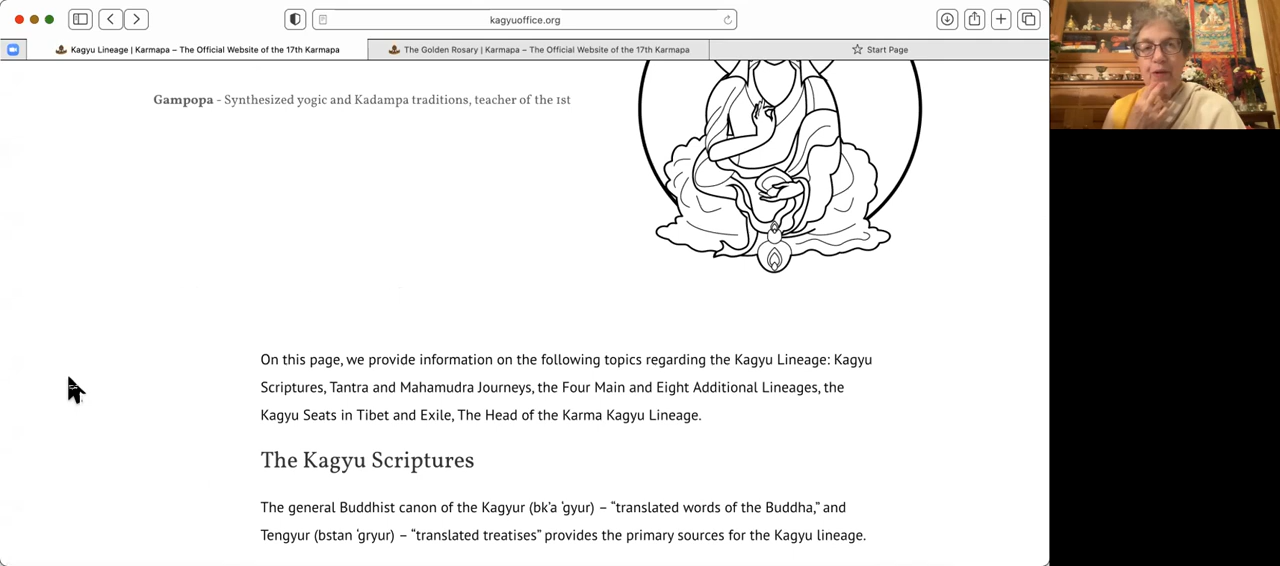 kagyuoffice.org
Kagyu Lineage | Karmapa – The Official Website of the 17th Karmapa
The Golden Rosary | Karmapa – The Official Website of the 17th Karmapa
Start Page
Gampopa - Synthesized yogic and Kadampa traditions, teacher of the 1st
On this page, we provide information on the following topics regarding the Kagyu Lineage: Kagyu
Scriptures, Tantra and Mahamudra Journeys, the Four Main and Eight Additional Lineages, the
Kagyu Seats in Tibet and Exile, The Head of the Karma Kagyu Lineage.
The Kagyu Scriptures
The general Buddhist canon of the Kagyur (bk’a ‘gyur) – “translated words of the Buddha,” and
Tengyur (bstan ‘gryur) – “translated treatises” provides the primary sources for the Kagyu lineage.